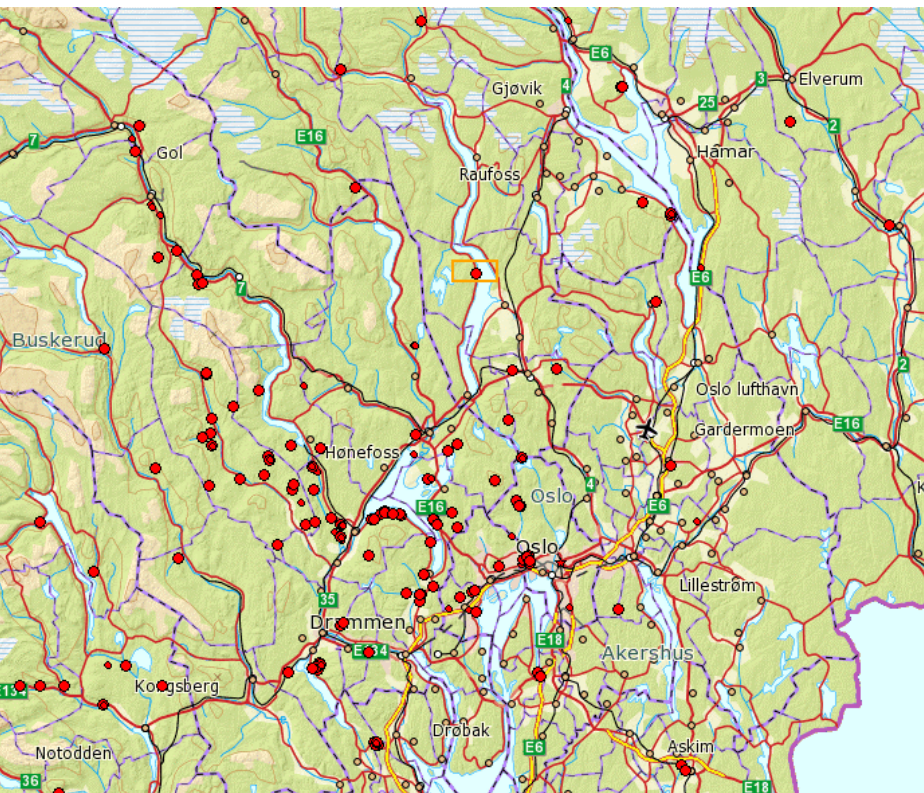 E6
Elverum
3
Gjøvik
4
25
2
7
E16
Hamar
Gol
Raufoss
E6
7
Buskerud
2
Oslo lufthavn
E16
Gardermoen
Hønefoss
4
Oslo
E16
E6
Oslo
Lillestrøm
35
Drammen
E18
Akershus
Kongsberg
Drøbak
Askim
E6
Notodden
36
E18